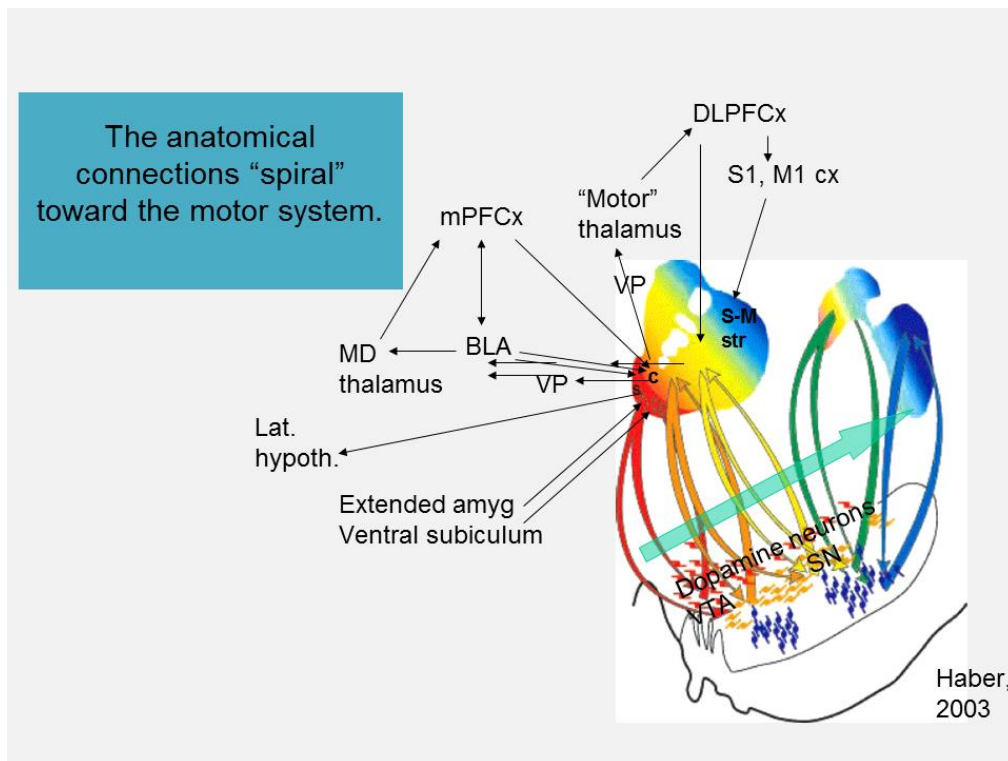 The anatomical
connections “spiral”
toward the motor system.
DLPFCx
S1, M1 cx
“Motor”
thalamus
mPFCx
VP
S-M
str
BLA
MD
thalamus
VP
c
s
Lat.
hypoth.
Extended amyg
Ventral subiculum
Dopamine neurons
SN
VTA
Haber,
2003